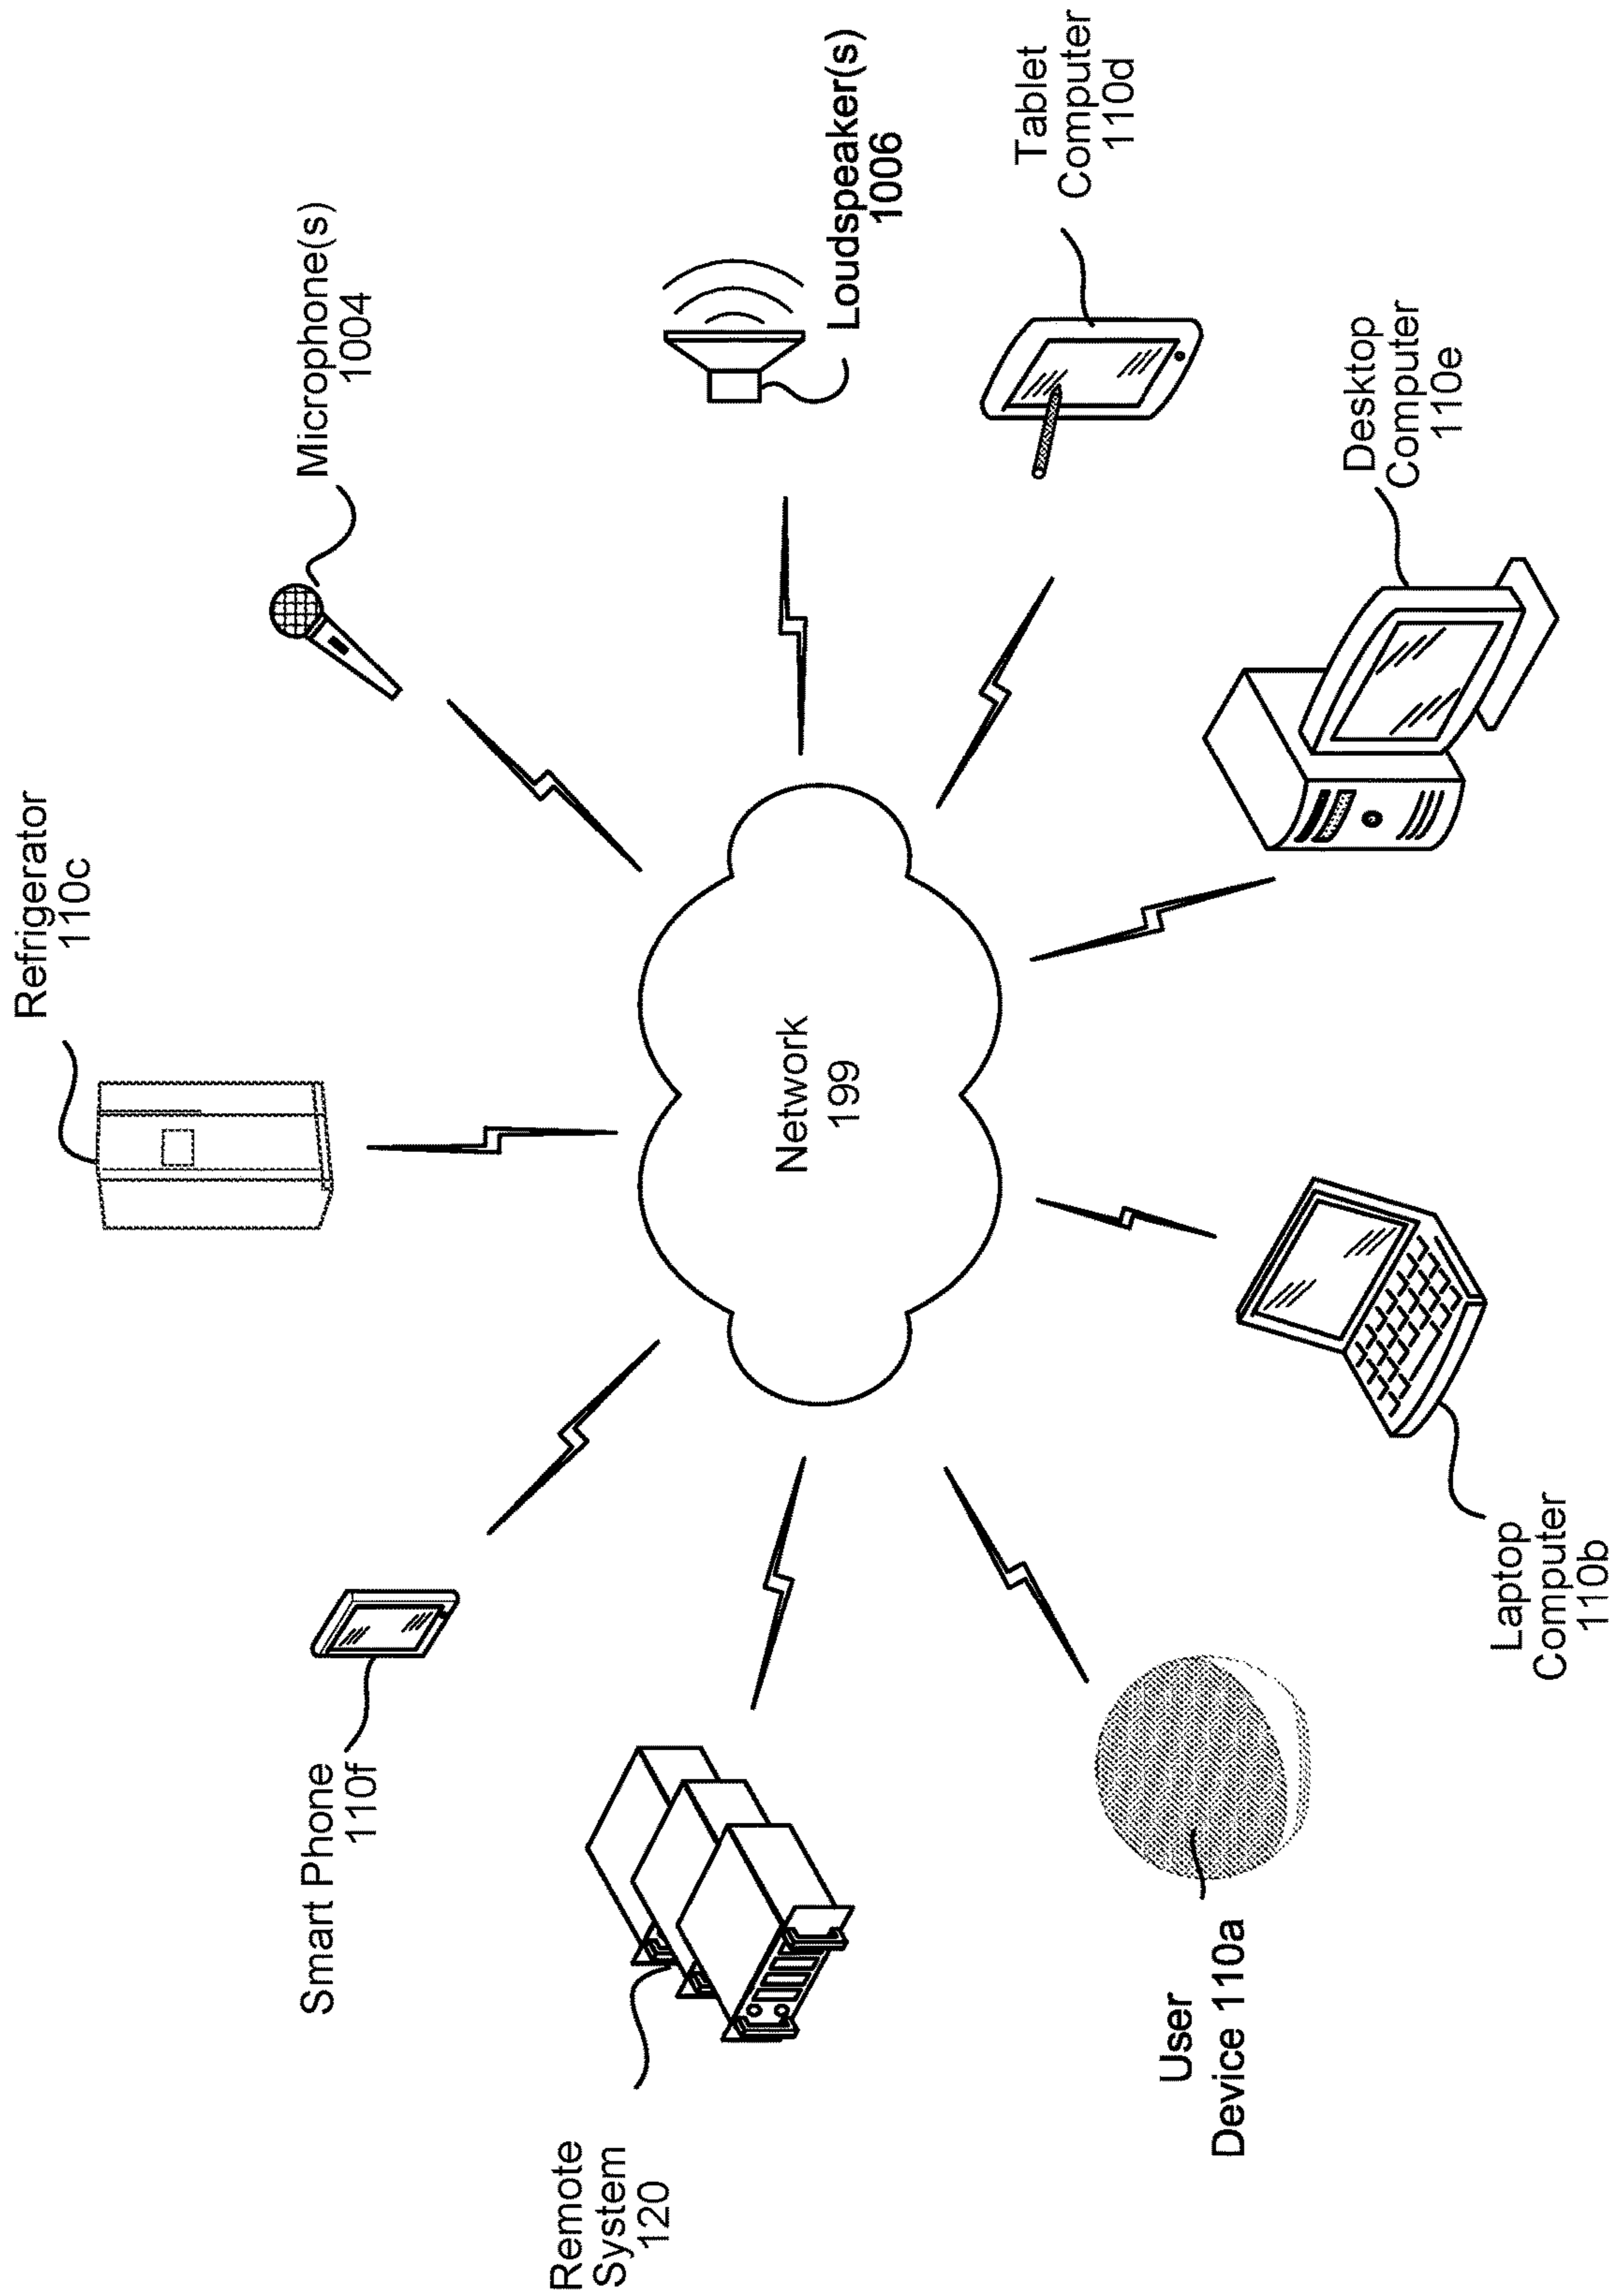 Refrigerator
110c
Smart Phone
110f
Microphone(s)
1004
Remote
System
120
Network
199
Loudspeaker(s)
1006
User
Device 110a
Tablet
Computer
110d
Laptop
Computer
110b
Desktop
Computer
110e